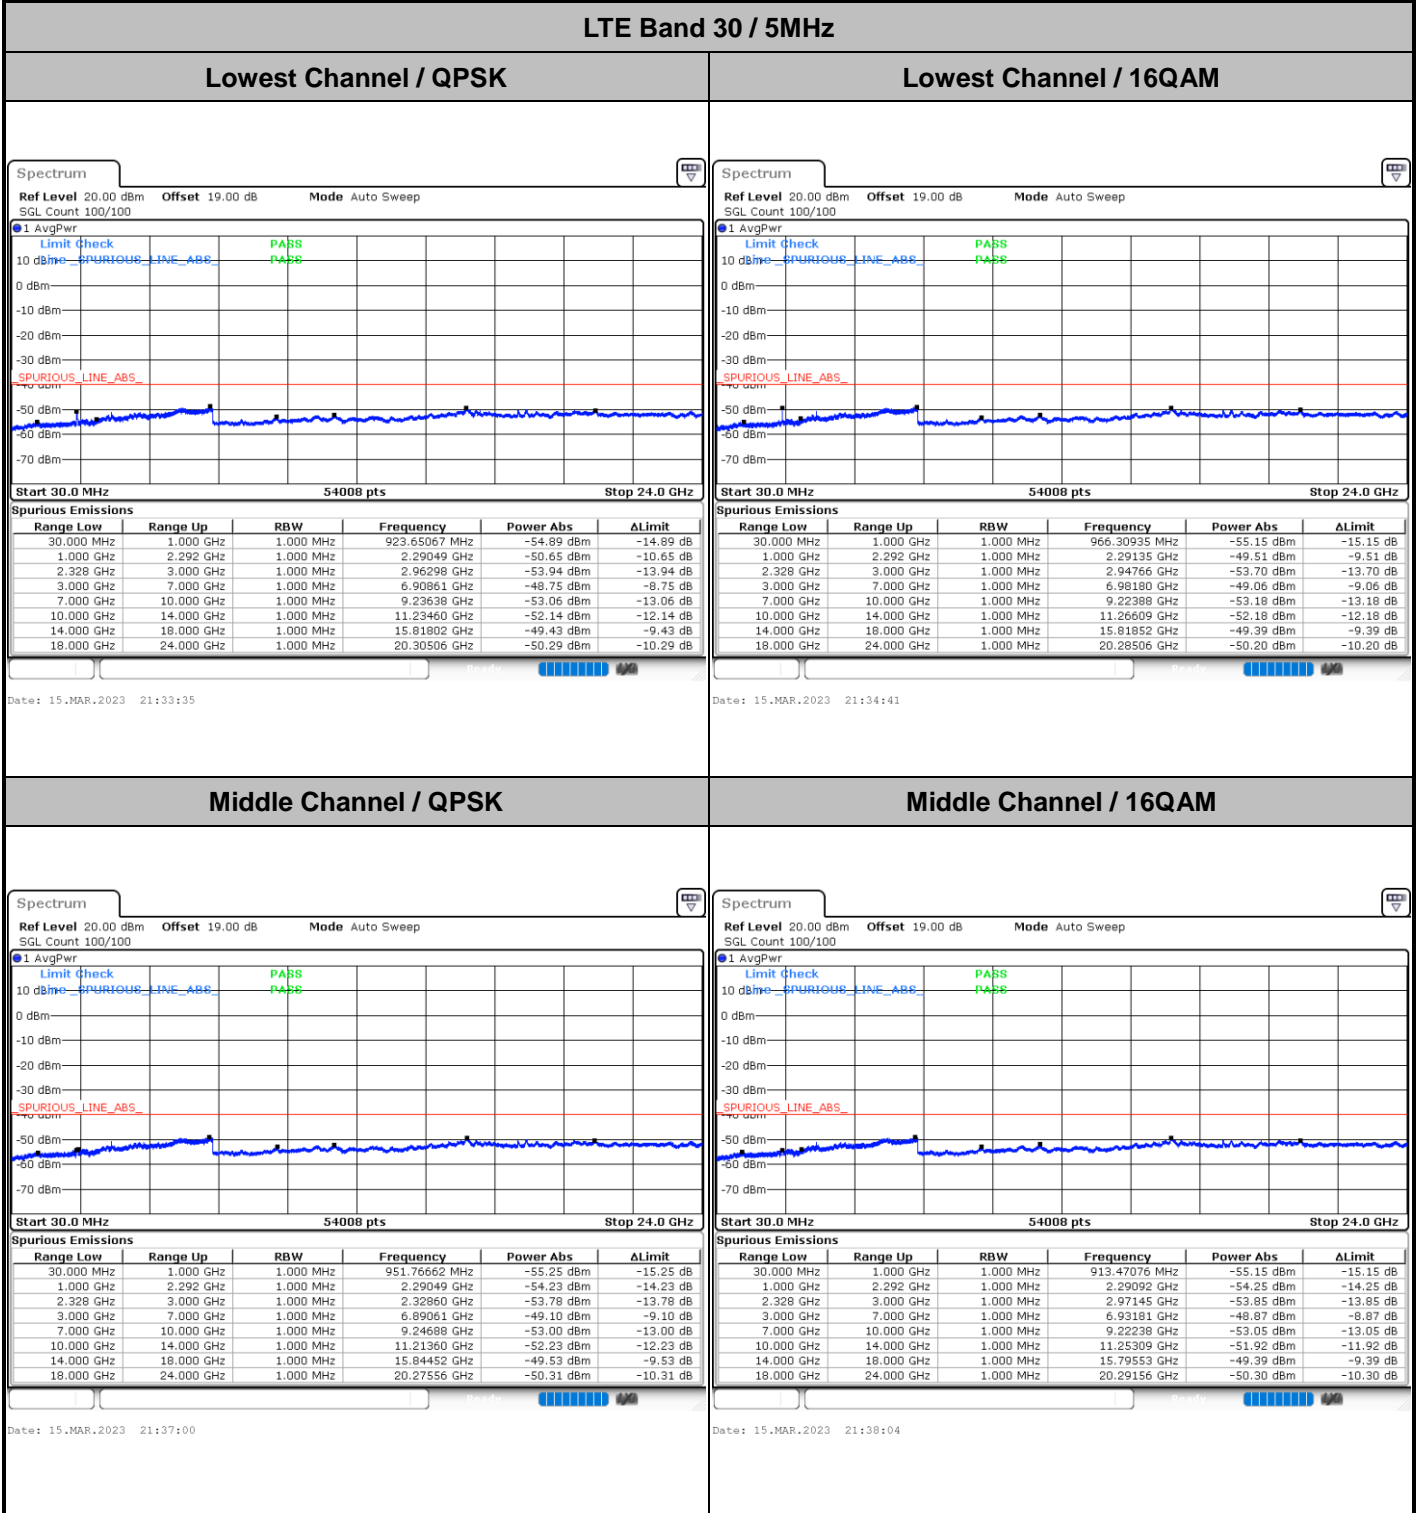 LTE Band 30 / 5MHz
Lowest Channel / QPSK
Lowest Channel / 16QAM
Spectrum
Ref Level 20.00 dBm Offset 19.00 dB Mode Auto Sweep
SGL Count 100/100
1 AvgPwr
Limit Check PASS
Line _SPURIOUS_LINE_ABS_ PASS
10 dBm
0 dBm
-10 dBm
-20 dBm
-30 dBm
_SPURIOUS_LINE_ABS_
-40 dBm
-50 dBm
-60 dBm
-70 dBm
Start 30.0 MHz 54008 pts Stop 24.0 GHz
Spurious Emissions
Range Low Range Up RBW Frequency Power Abs ΔLimit
30.000 MHz 1.000 GHz 1.000 MHz 923.65067 MHz -54.89 dBm -14.89 dB
1.000 GHz 2.292 GHz 1.000 MHz 2.29049 GHz -50.65 dBm -10.65 dB
2.328 GHz 3.000 GHz 1.000 MHz 2.96298 GHz -53.94 dBm -13.94 dB
3.000 GHz 7.000 GHz 1.000 MHz 6.90861 GHz -48.75 dBm -8.75 dB
7.000 GHz 10.000 GHz 1.000 MHz 9.23638 GHz -53.06 dBm -13.06 dB
10.000 GHz 14.000 GHz 1.000 MHz 11.23460 GHz -52.14 dBm -12.14 dB
14.000 GHz 18.000 GHz 1.000 MHz 15.81802 GHz -49.43 dBm -9.43 dB
18.000 GHz 24.000 GHz 1.000 MHz 20.30506 GHz -50.29 dBm -10.29 dB
Ready
Date: 15.MAR.2023 21:33:35
Spectrum
Ref Level 20.00 dBm Offset 19.00 dB Mode Auto Sweep
SGL Count 100/100
1 AvgPwr
Limit Check PASS
Line _SPURIOUS_LINE_ABS_ PASS
10 dBm
0 dBm
-10 dBm
-20 dBm
-30 dBm
_SPURIOUS_LINE_ABS_
-40 dBm
-50 dBm
-60 dBm
-70 dBm
Start 30.0 MHz 54008 pts Stop 24.0 GHz
Spurious Emissions
Range Low Range Up RBW Frequency Power Abs ΔLimit
30.000 MHz 1.000 GHz 1.000 MHz 966.30935 MHz -55.15 dBm -15.15 dB
1.000 GHz 2.292 GHz 1.000 MHz 2.29135 GHz -49.51 dBm -9.51 dB
2.328 GHz 3.000 GHz 1.000 MHz 2.94766 GHz -53.70 dBm -13.70 dB
3.000 GHz 7.000 GHz 1.000 MHz 6.98180 GHz -49.06 dBm -9.06 dB
7.000 GHz 10.000 GHz 1.000 MHz 9.22388 GHz -53.18 dBm -13.18 dB
10.000 GHz 14.000 GHz 1.000 MHz 11.26609 GHz -52.18 dBm -12.18 dB
14.000 GHz 18.000 GHz 1.000 MHz 15.81852 GHz -49.39 dBm -9.39 dB
18.000 GHz 24.000 GHz 1.000 MHz 20.28506 GHz -50.20 dBm -10.20 dB
Ready
Date: 15.MAR.2023 21:34:41
Middle Channel / QPSK
Middle Channel / 16QAM
Spectrum
Ref Level 20.00 dBm Offset 19.00 dB Mode Auto Sweep
SGL Count 100/100
1 AvgPwr
Limit Check PASS
Line _SPURIOUS_LINE_ABS_ PASS
10 dBm
0 dBm
-10 dBm
-20 dBm
-30 dBm
_SPURIOUS_LINE_ABS_
-40 dBm
-50 dBm
-60 dBm
-70 dBm
Start 30.0 MHz 54008 pts Stop 24.0 GHz
Spurious Emissions
Range Low Range Up RBW Frequency Power Abs ΔLimit
30.000 MHz 1.000 GHz 1.000 MHz 951.76662 MHz -55.25 dBm -15.25 dB
1.000 GHz 2.292 GHz 1.000 MHz 2.29049 GHz -54.23 dBm -14.23 dB
2.328 GHz 3.000 GHz 1.000 MHz 2.32860 GHz -53.78 dBm -13.78 dB
3.000 GHz 7.000 GHz 1.000 MHz 6.89061 GHz -49.10 dBm -9.10 dB
7.000 GHz 10.000 GHz 1.000 MHz 9.24688 GHz -53.00 dBm -13.00 dB
10.000 GHz 14.000 GHz 1.000 MHz 11.21360 GHz -52.23 dBm -12.23 dB
14.000 GHz 18.000 GHz 1.000 MHz 15.84452 GHz -49.53 dBm -9.53 dB
18.000 GHz 24.000 GHz 1.000 MHz 20.27556 GHz -50.31 dBm -10.31 dB
Ready
Date: 15.MAR.2023 21:37:00
Spectrum
Ref Level 20.00 dBm Offset 19.00 dB Mode Auto Sweep
SGL Count 100/100
1 AvgPwr
Limit Check PASS
Line _SPURIOUS_LINE_ABS_ PASS
10 dBm
0 dBm
-10 dBm
-20 dBm
-30 dBm
_SPURIOUS_LINE_ABS_
-40 dBm
-50 dBm
-60 dBm
-70 dBm
Start 30.0 MHz 54008 pts Stop 24.0 GHz
Spurious Emissions
Range Low Range Up RBW Frequency Power Abs ΔLimit
30.000 MHz 1.000 GHz 1.000 MHz 913.47076 MHz -55.15 dBm -15.15 dB
1.000 GHz 2.292 GHz 1.000 MHz 2.29092 GHz -54.25 dBm -14.25 dB
2.328 GHz 3.000 GHz 1.000 MHz 2.97145 GHz -53.85 dBm -13.85 dB
3.000 GHz 7.000 GHz 1.000 MHz 6.93181 GHz -48.87 dBm -8.87 dB
7.000 GHz 10.000 GHz 1.000 MHz 9.22238 GHz -53.05 dBm -13.05 dB
10.000 GHz 14.000 GHz 1.000 MHz 11.25309 GHz -51.92 dBm -11.92 dB
14.000 GHz 18.000 GHz 1.000 MHz 15.79553 GHz -49.39 dBm -9.39 dB
18.000 GHz 24.000 GHz 1.000 MHz 20.29156 GHz -50.30 dBm -10.30 dB
Ready
Date: 15.MAR.2023 21:38:04